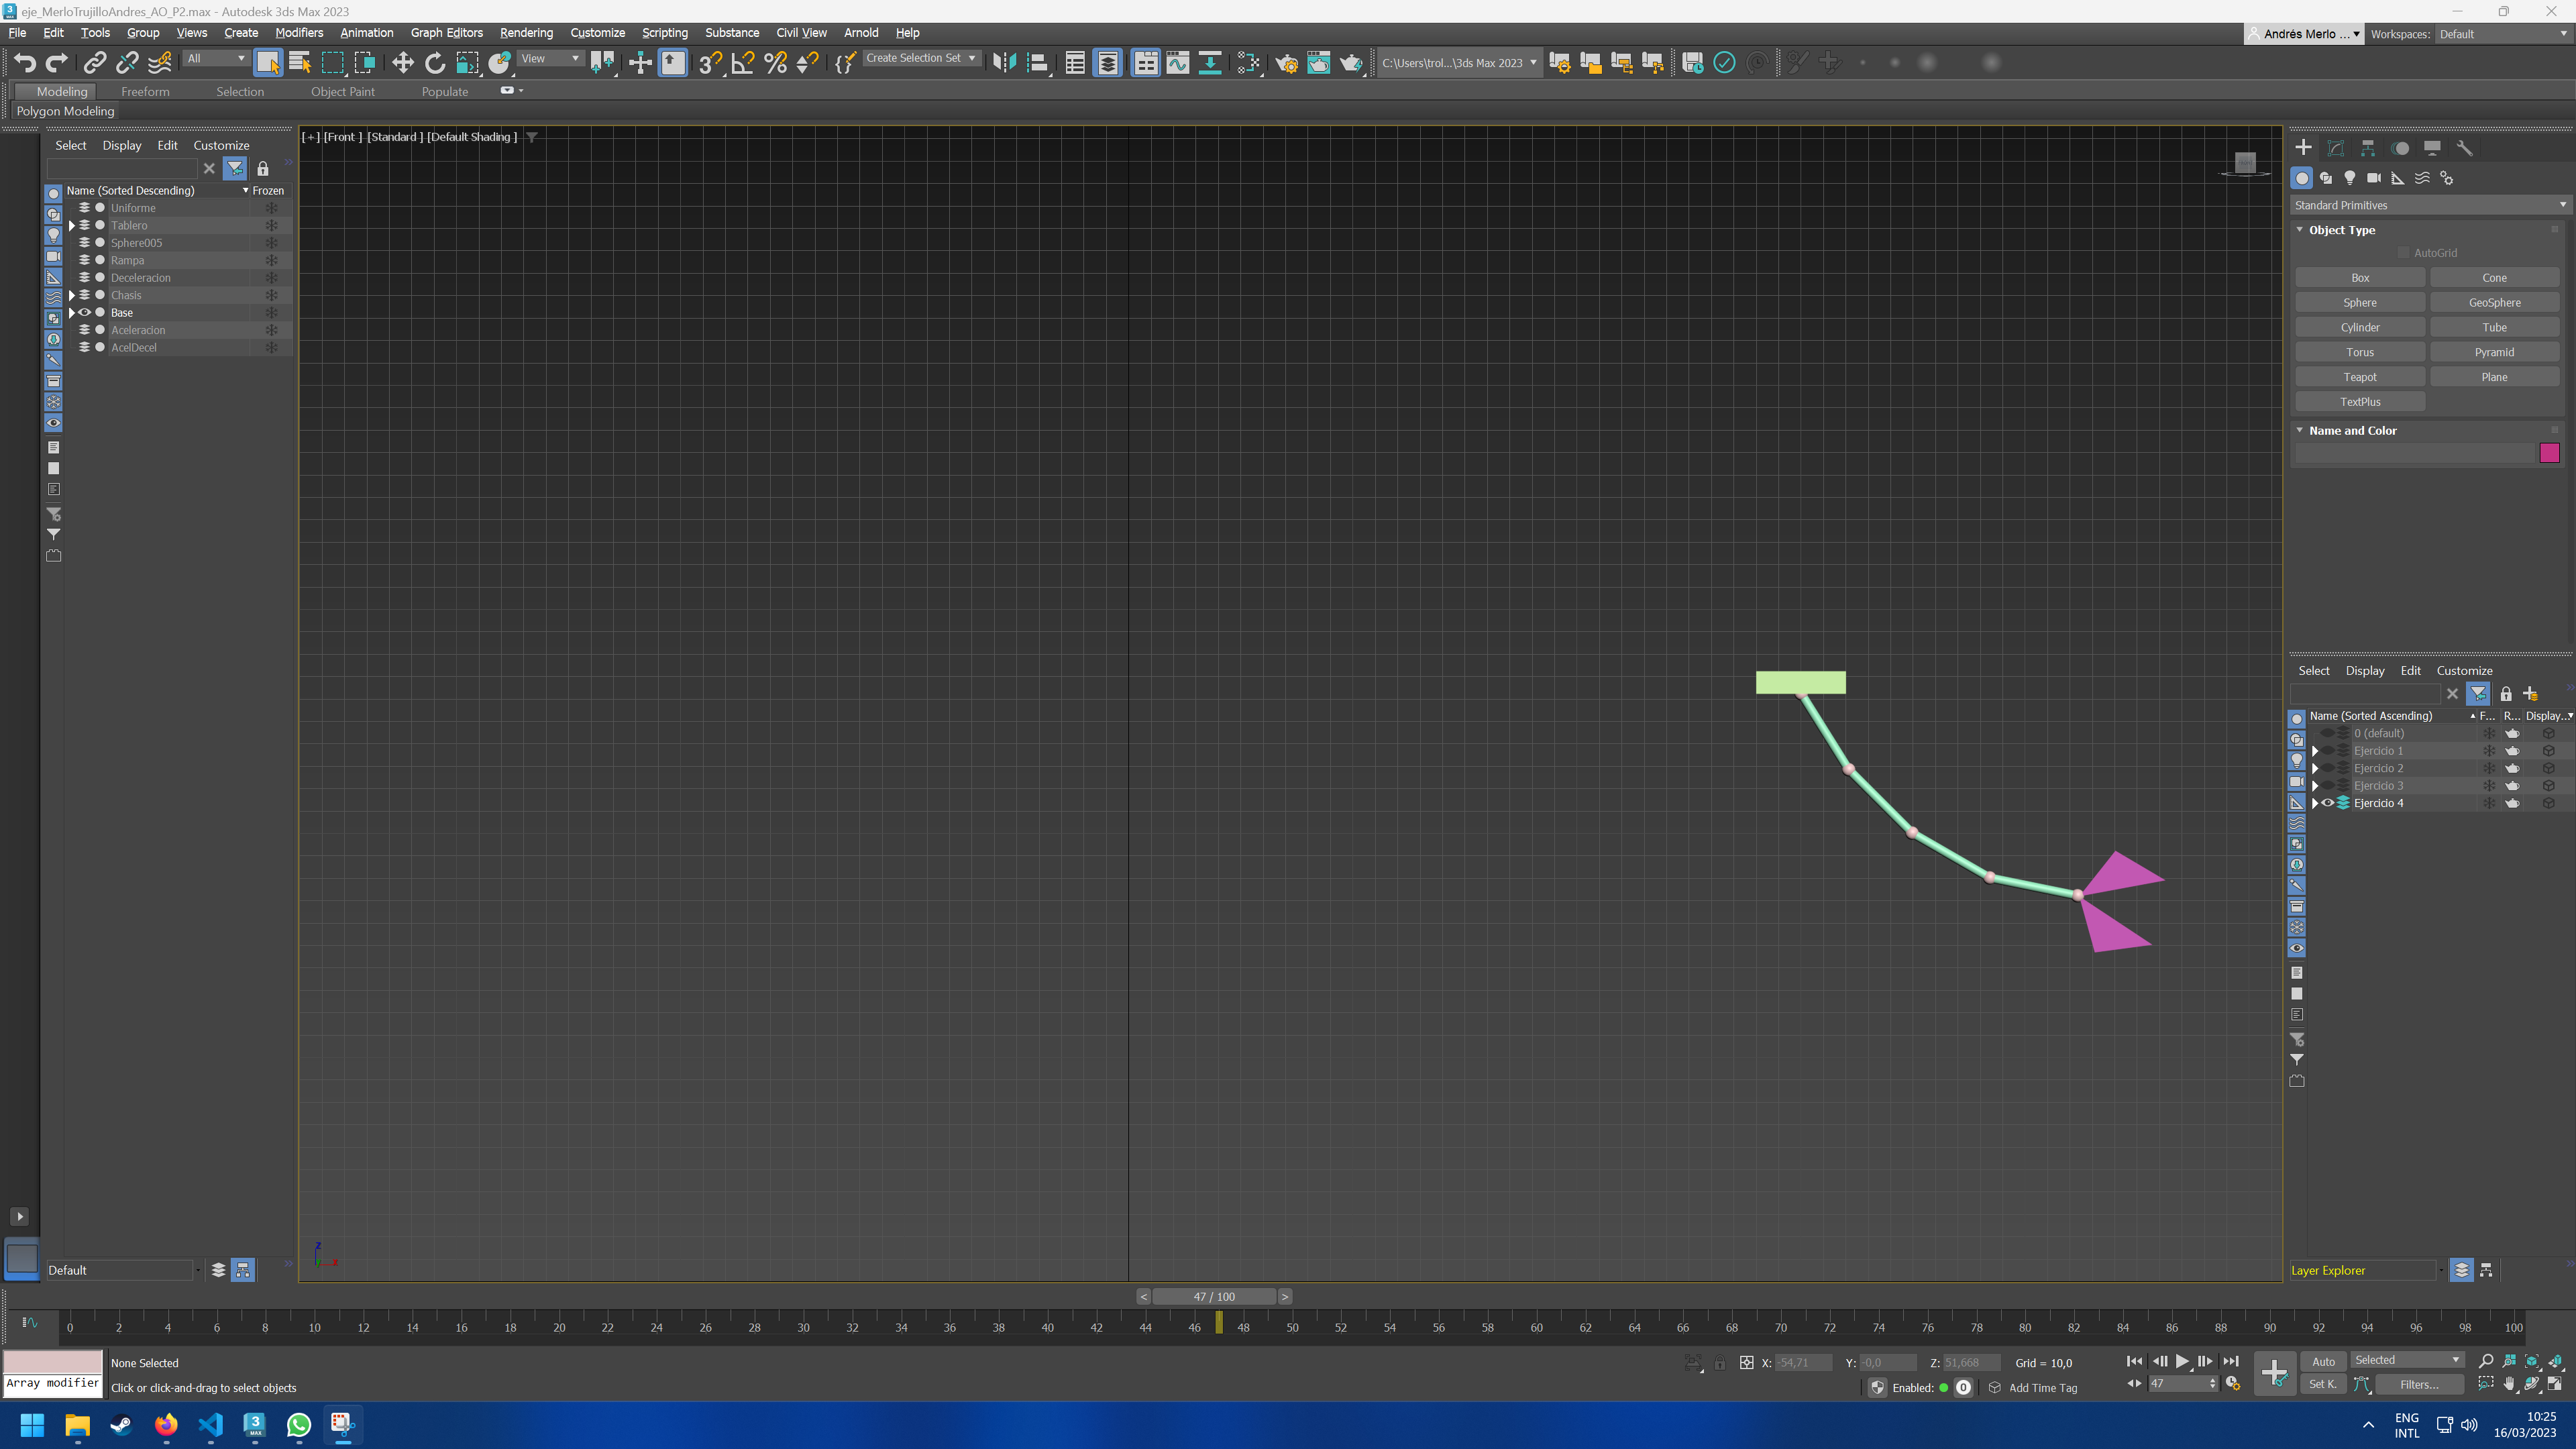 eje_MerloTrujilloAndres_AO_P2.max - Autodesk 3ds Max 2023
File Edit Tools Group Views Create Modifiers Animation Graph Editors Rendering Customize Scripting Substance Civil View Arnold Help
Andrés Merlo ... Workspaces: Default
All View Create Selection Set C:\Users\trol...\3ds Max 2023
Modeling Freeform Selection Object Paint Populate
Polygon Modeling
Select Display Edit Customize
Name (Sorted Descending) Frozen
Uniforme
Tablero
Sphere005
Rampa
Deceleracion
Chasis
Base
Aceleracion
AcelDecel
Default
[+] [Front ] [Standard ] [Default Shading ]
z
x
Standard Primitives
Object Type
AutoGrid
Box Cone
Sphere GeoSphere
Cylinder Tube
Torus Pyramid
Teapot Plane
TextPlus
Name and Color
Select Display Edit Customize
Name (Sorted Ascending) F... R... Display...
0 (default)
Ejercicio 1
Ejercicio 2
Ejercicio 3
Ejercicio 4
Layer Explorer
< 47 / 100 >
0 2 4 6 8 10 12 14 16 18 20 22 24 26 28 30 32 34 36 38 40 42 44 46 48 50 52 54 56 58 60 62 64 66 68 70 72 74 76 78 80 82 84 86 88 90 92 94 96 98 100
None Selected
Array modifier
Click or click-and-drag to select objects
X: -54,71 Y: -0,0 Z: 51,668 Grid = 10,0
Enabled: 0 Add Time Tag
47
Auto Selected
Set K. Filters...
ENG
INTL
10:25
16/03/2023